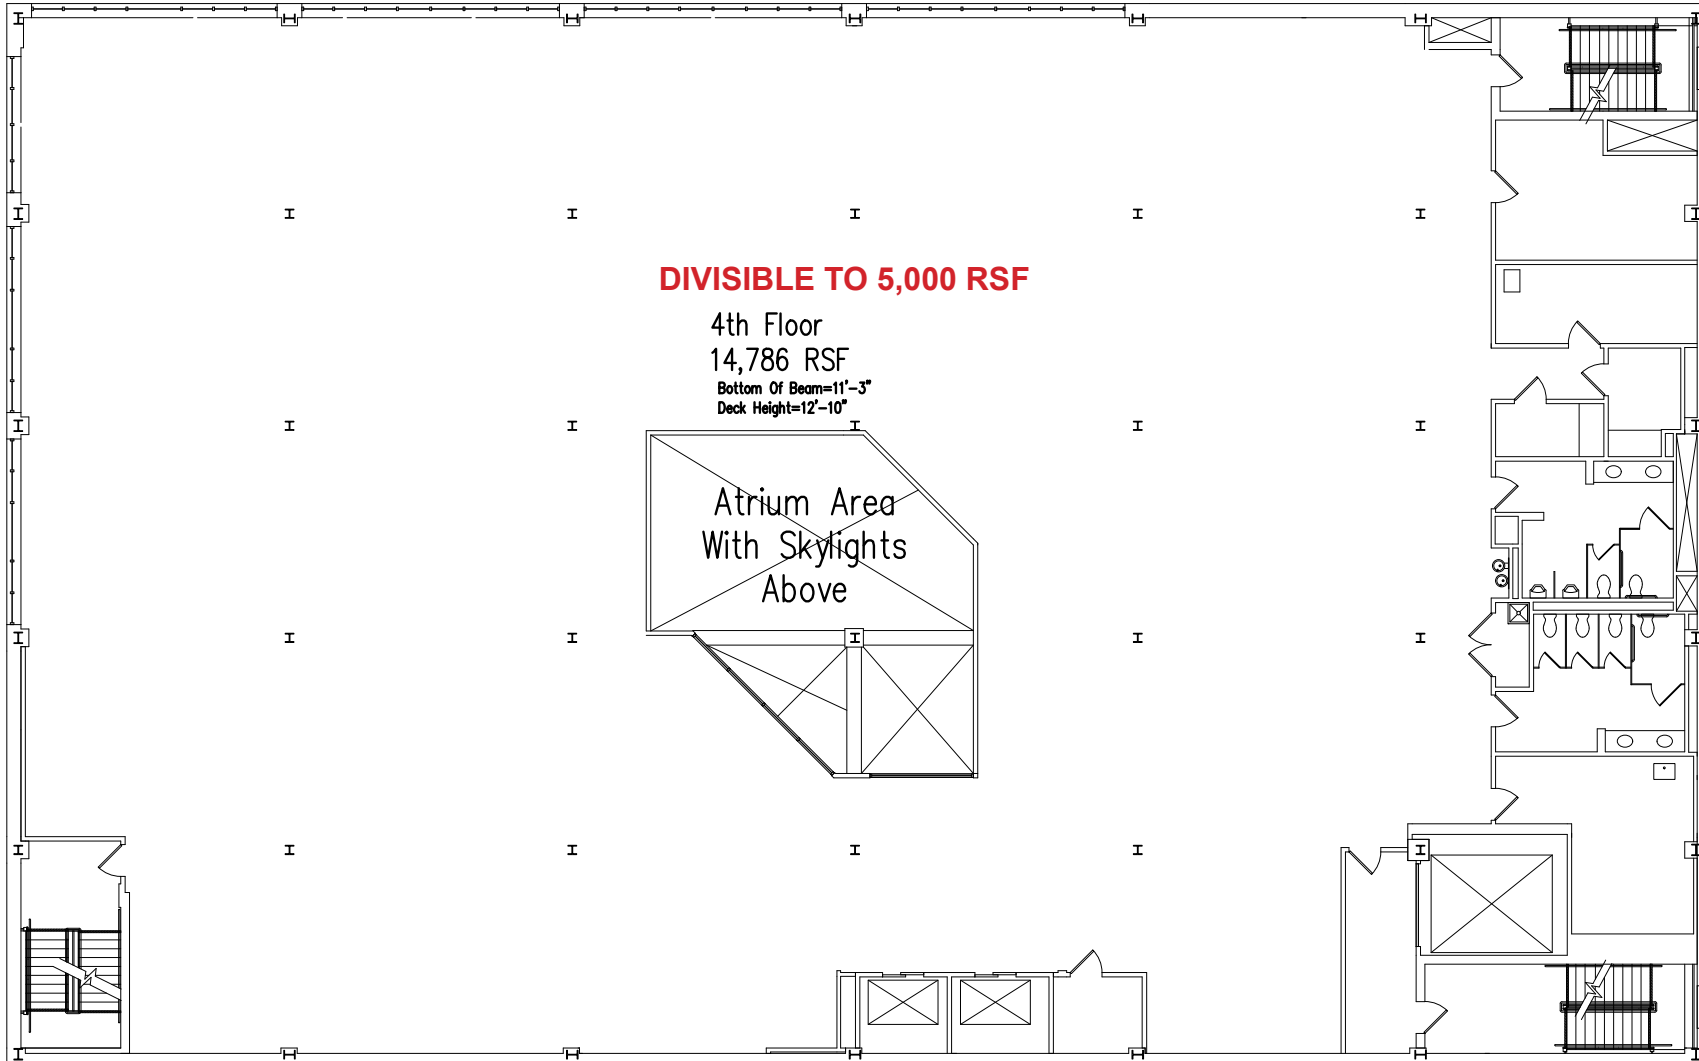 DIVISIBLE TO 5,000 RSF
4th Floor
14,786 RSF
Bottom Of Beam=11'-3"
Deck Height=12'-10"
Atrium Area
With Skylights
Above